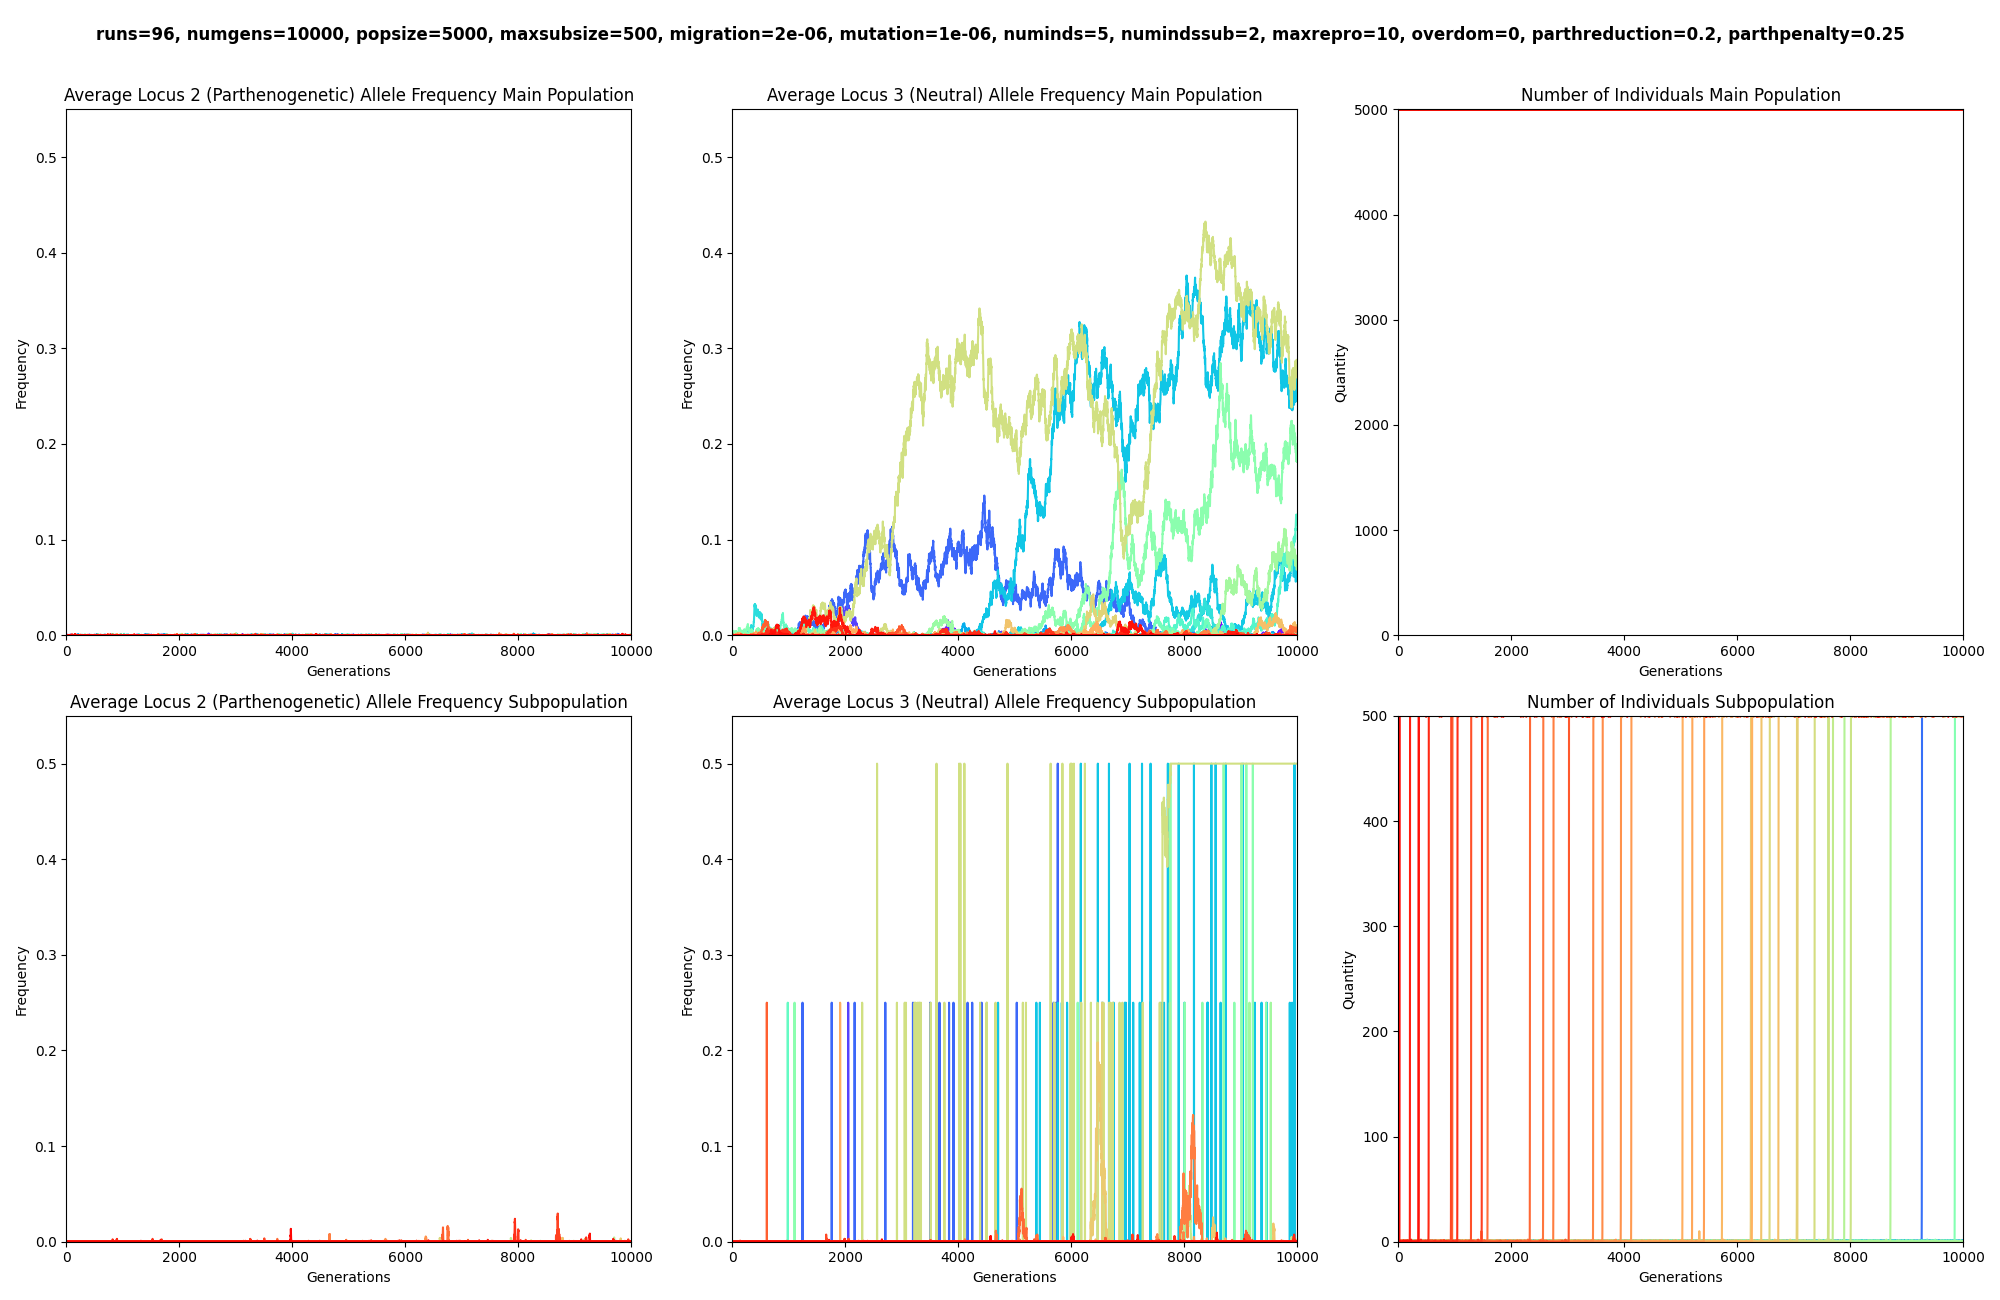 runs=96, numgens=10000, popsize=5000, maxsubsize=500, migration=2e-06, mutation=1e-06, numinds=5, numindssub=2, maxrepro=10, overdom=0, parthreduction=0.2, parthpenalty=0.25
Average Locus 2 (Parthenogenetic) Allele Frequency Main Population
Frequency
0.5
0.4
0.3
0.2
0.1
0.0
0 2000 4000 6000 8000 10000
Generations
Average Locus 3 (Neutral) Allele Frequency Main Population
Frequency
0.5
0.4
0.3
0.2
0.1
0.0
0 2000 4000 6000 8000 10000
Generations
Number of Individuals Main Population
Quantity
5000
4000
3000
2000
1000
0
0 2000 4000 6000 8000 10000
Generations
Average Locus 2 (Parthenogenetic) Allele Frequency Subpopulation
Frequency
0.5
0.4
0.3
0.2
0.1
0.0
0 2000 4000 6000 8000 10000
Generations
Average Locus 3 (Neutral) Allele Frequency Subpopulation
Frequency
0.5
0.4
0.3
0.2
0.1
0.0
0 2000 4000 6000 8000 10000
Generations
Number of Individuals Subpopulation
Quantity
500
400
300
200
100
0
0 2000 4000 6000 8000 10000
Generations